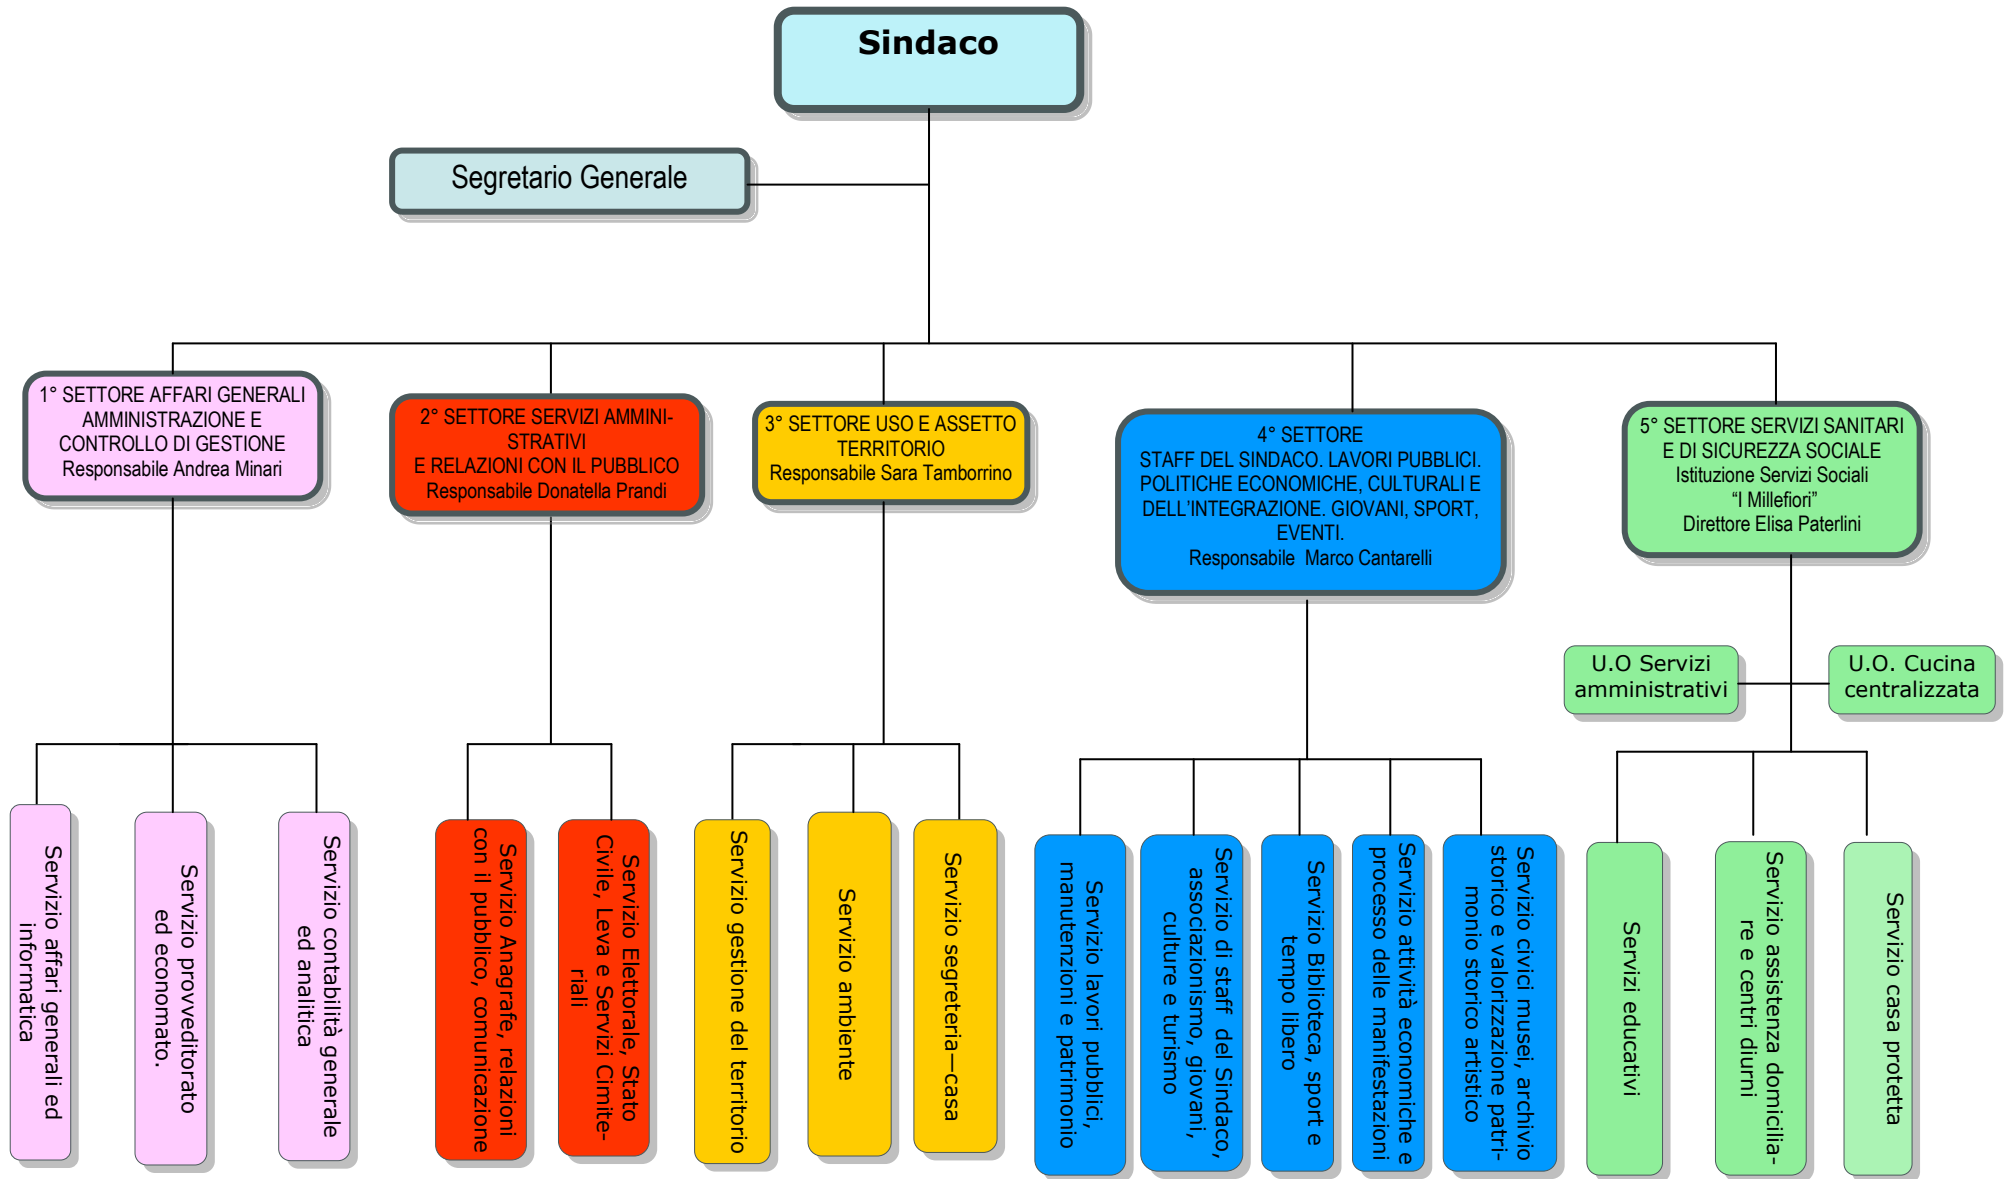 Sindaco
Segretario Generale
1° SETTORE AFFARI GENERALI
AMMINISTRAZIONE E
CONTROLLO DI GESTIONE
Responsabile Andrea Minari
2° SETTORE SERVIZI AMMINI-
STRATIVI
E RELAZIONI CON IL PUBBLICO
Responsabile Donatella Prandi
3° SETTORE USO E ASSETTO
TERRITORIO
Responsabile Sara Tamborrino
4° SETTORE
STAFF DEL SINDACO. LAVORI PUBBLICI.
POLITICHE ECONOMICHE, CULTURALI E
DELL'INTEGRAZIONE. GIOVANI, SPORT,
EVENTI.
Responsabile  Marco Cantarelli
5° SETTORE SERVIZI SANITARI
E DI SICUREZZA SOCIALE
Istituzione Servizi Sociali
“I Millefiori”
Direttore Elisa Paterlini
U.O Servizi
amministrativi
U.O. Cucina
centralizzata
Servizio affari generali ed
informatica
Servizio provveditorato
ed economato.
Servizio contabilità generale
ed analitica
Servizio Anagrafe, relazioni
con il pubblico, comunicazione
Servizio Elettorale, Stato
Civile, Leva e Servizi Cimite-
riali
Servizio gestione del territorio
Servizio ambiente
Servizio segreteria—casa
Servizio lavori pubblici,
manutenzioni e patrimonio
Servizio di staff  del Sindaco,
associazionismo, giovani,
culture e turismo
Servizio Biblioteca, sport e
tempo libero
Servizio attività economiche e
processo delle manifestazioni
Servizio civici musei, archivio
storico e valorizzazione patri-
monio storico artistico
Servizi educativi
Servizio assistenza domicilia-
re e centri diurni
Servizio casa protetta